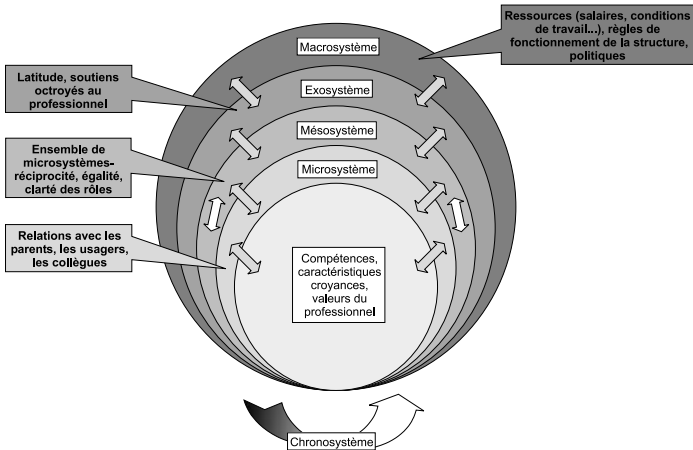 Ressources (salaires, conditions
de travail...), règles de
fonctionnement de la structure,
politiques
Macrosystème
Latitude, soutiens
octroyés au
professionnel
Exosystème
Mésosystème
Ensemble de
microsystèmes-
réciprocité, égalité,
clarté des rôles
Microsystème
Relations avec les
parents, les usagers,
les collègues
Compétences,
caractéristiques
croyances,
valeurs du
professionnel
Chronosystème